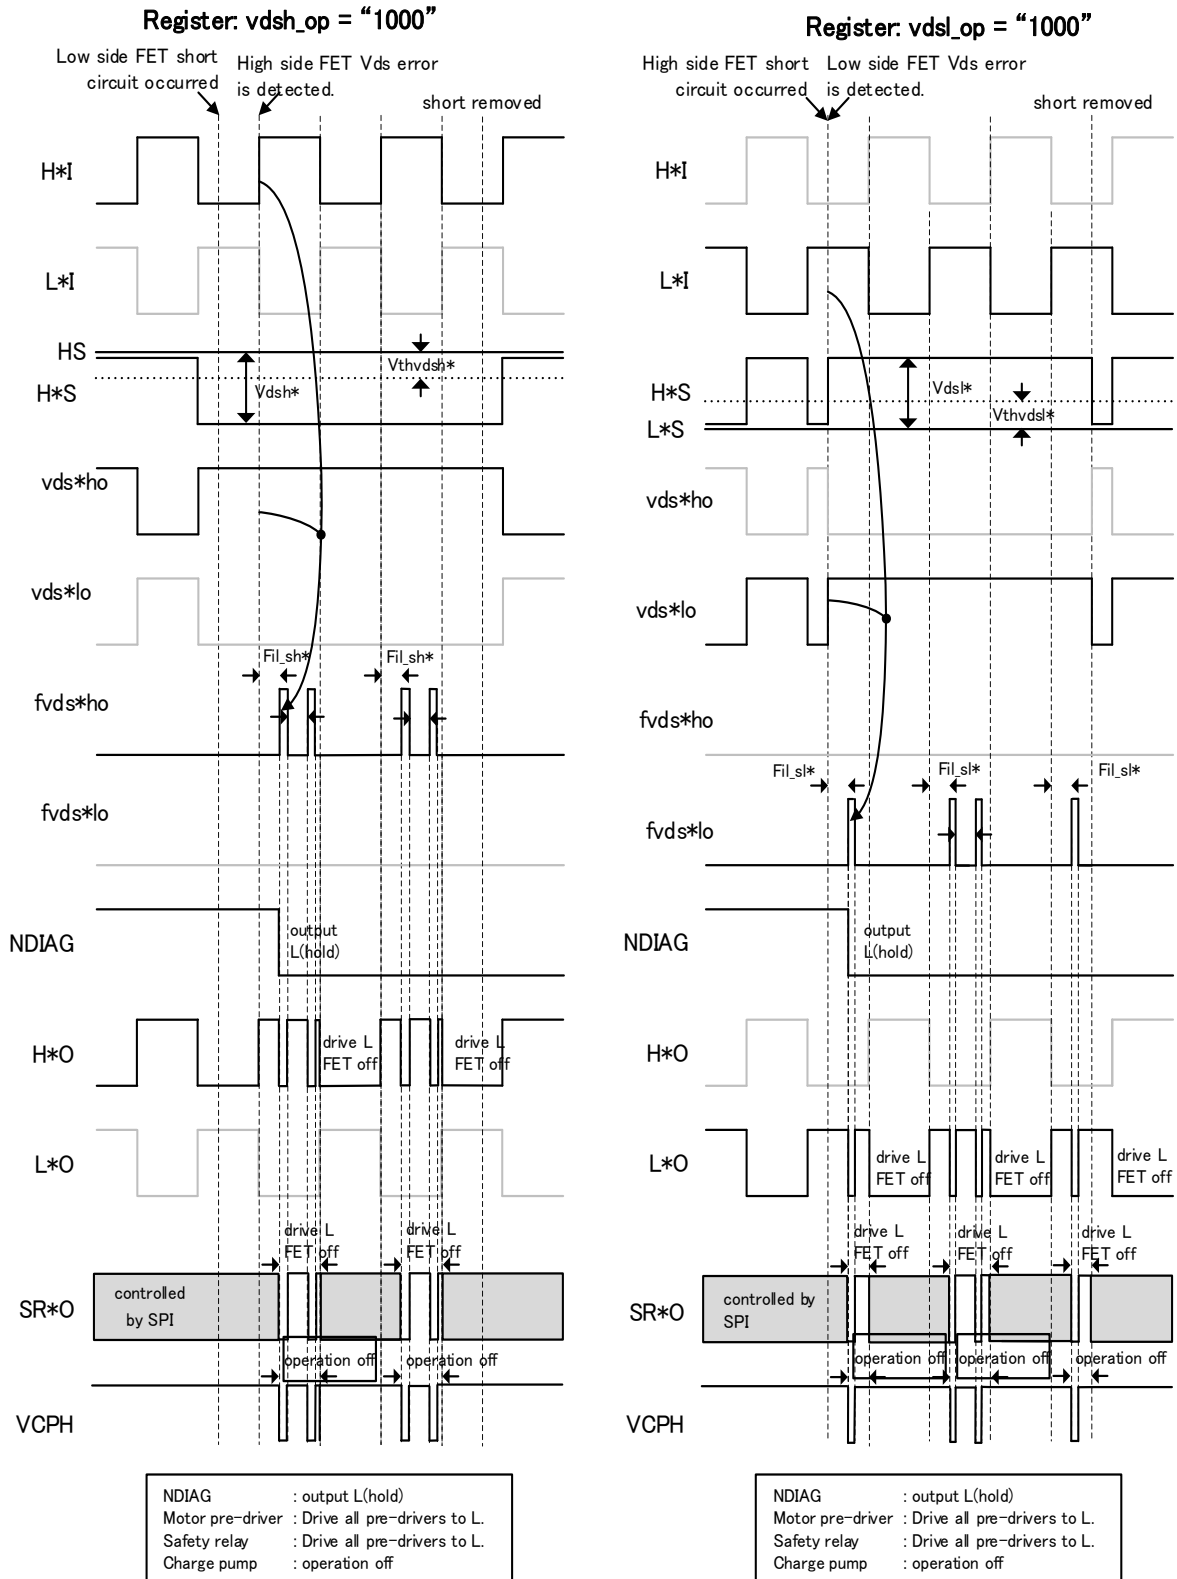 Register: vdsh_op = “1000”
Low side FET short
circuit occurred
High side FET Vds error
is detected.
short removed
H*I
L*I
HS
Vthvdsh*
H*S
Vdsh*
vds*ho
vds*lo
Fil_sh*
Fil_sh*
fvds*ho
fvds*lo
NDIAG
output
L(hold)
H*O
drive L
FET off
drive L
FET off
L*O
drive L
FET off
drive L
FET off
SR*O
controlled
by SPI
operation off
operation off
VCPH
NDIAG : output L(hold)
Motor pre-driver : Drive all pre-drivers to L.
Safety relay : Drive all pre-drivers to L.
Charge pump : operation off
Register: vdsl_op = “1000”
High side FET short
circuit occurred
Low side FET Vds error
is detected.
short removed
H*I
L*I
H*S
Vdsl*
Vthvdsl*
L*S
vds*ho
vds*lo
fvds*ho
Fil_sl*
Fil_sl*
Fil_sl*
fvds*lo
NDIAG
output
L(hold)
H*O
L*O
drive L
FET off
drive L
FET off
drive L
FET off
drive L
FET off
drive L
FET off
drive L
FET off
SR*O
controlled by
SPI
operation off
operation off
operation off
VCPH
NDIAG : output L(hold)
Motor pre-driver : Drive all pre-drivers to L.
Safety relay : Drive all pre-drivers to L.
Charge pump : operation off